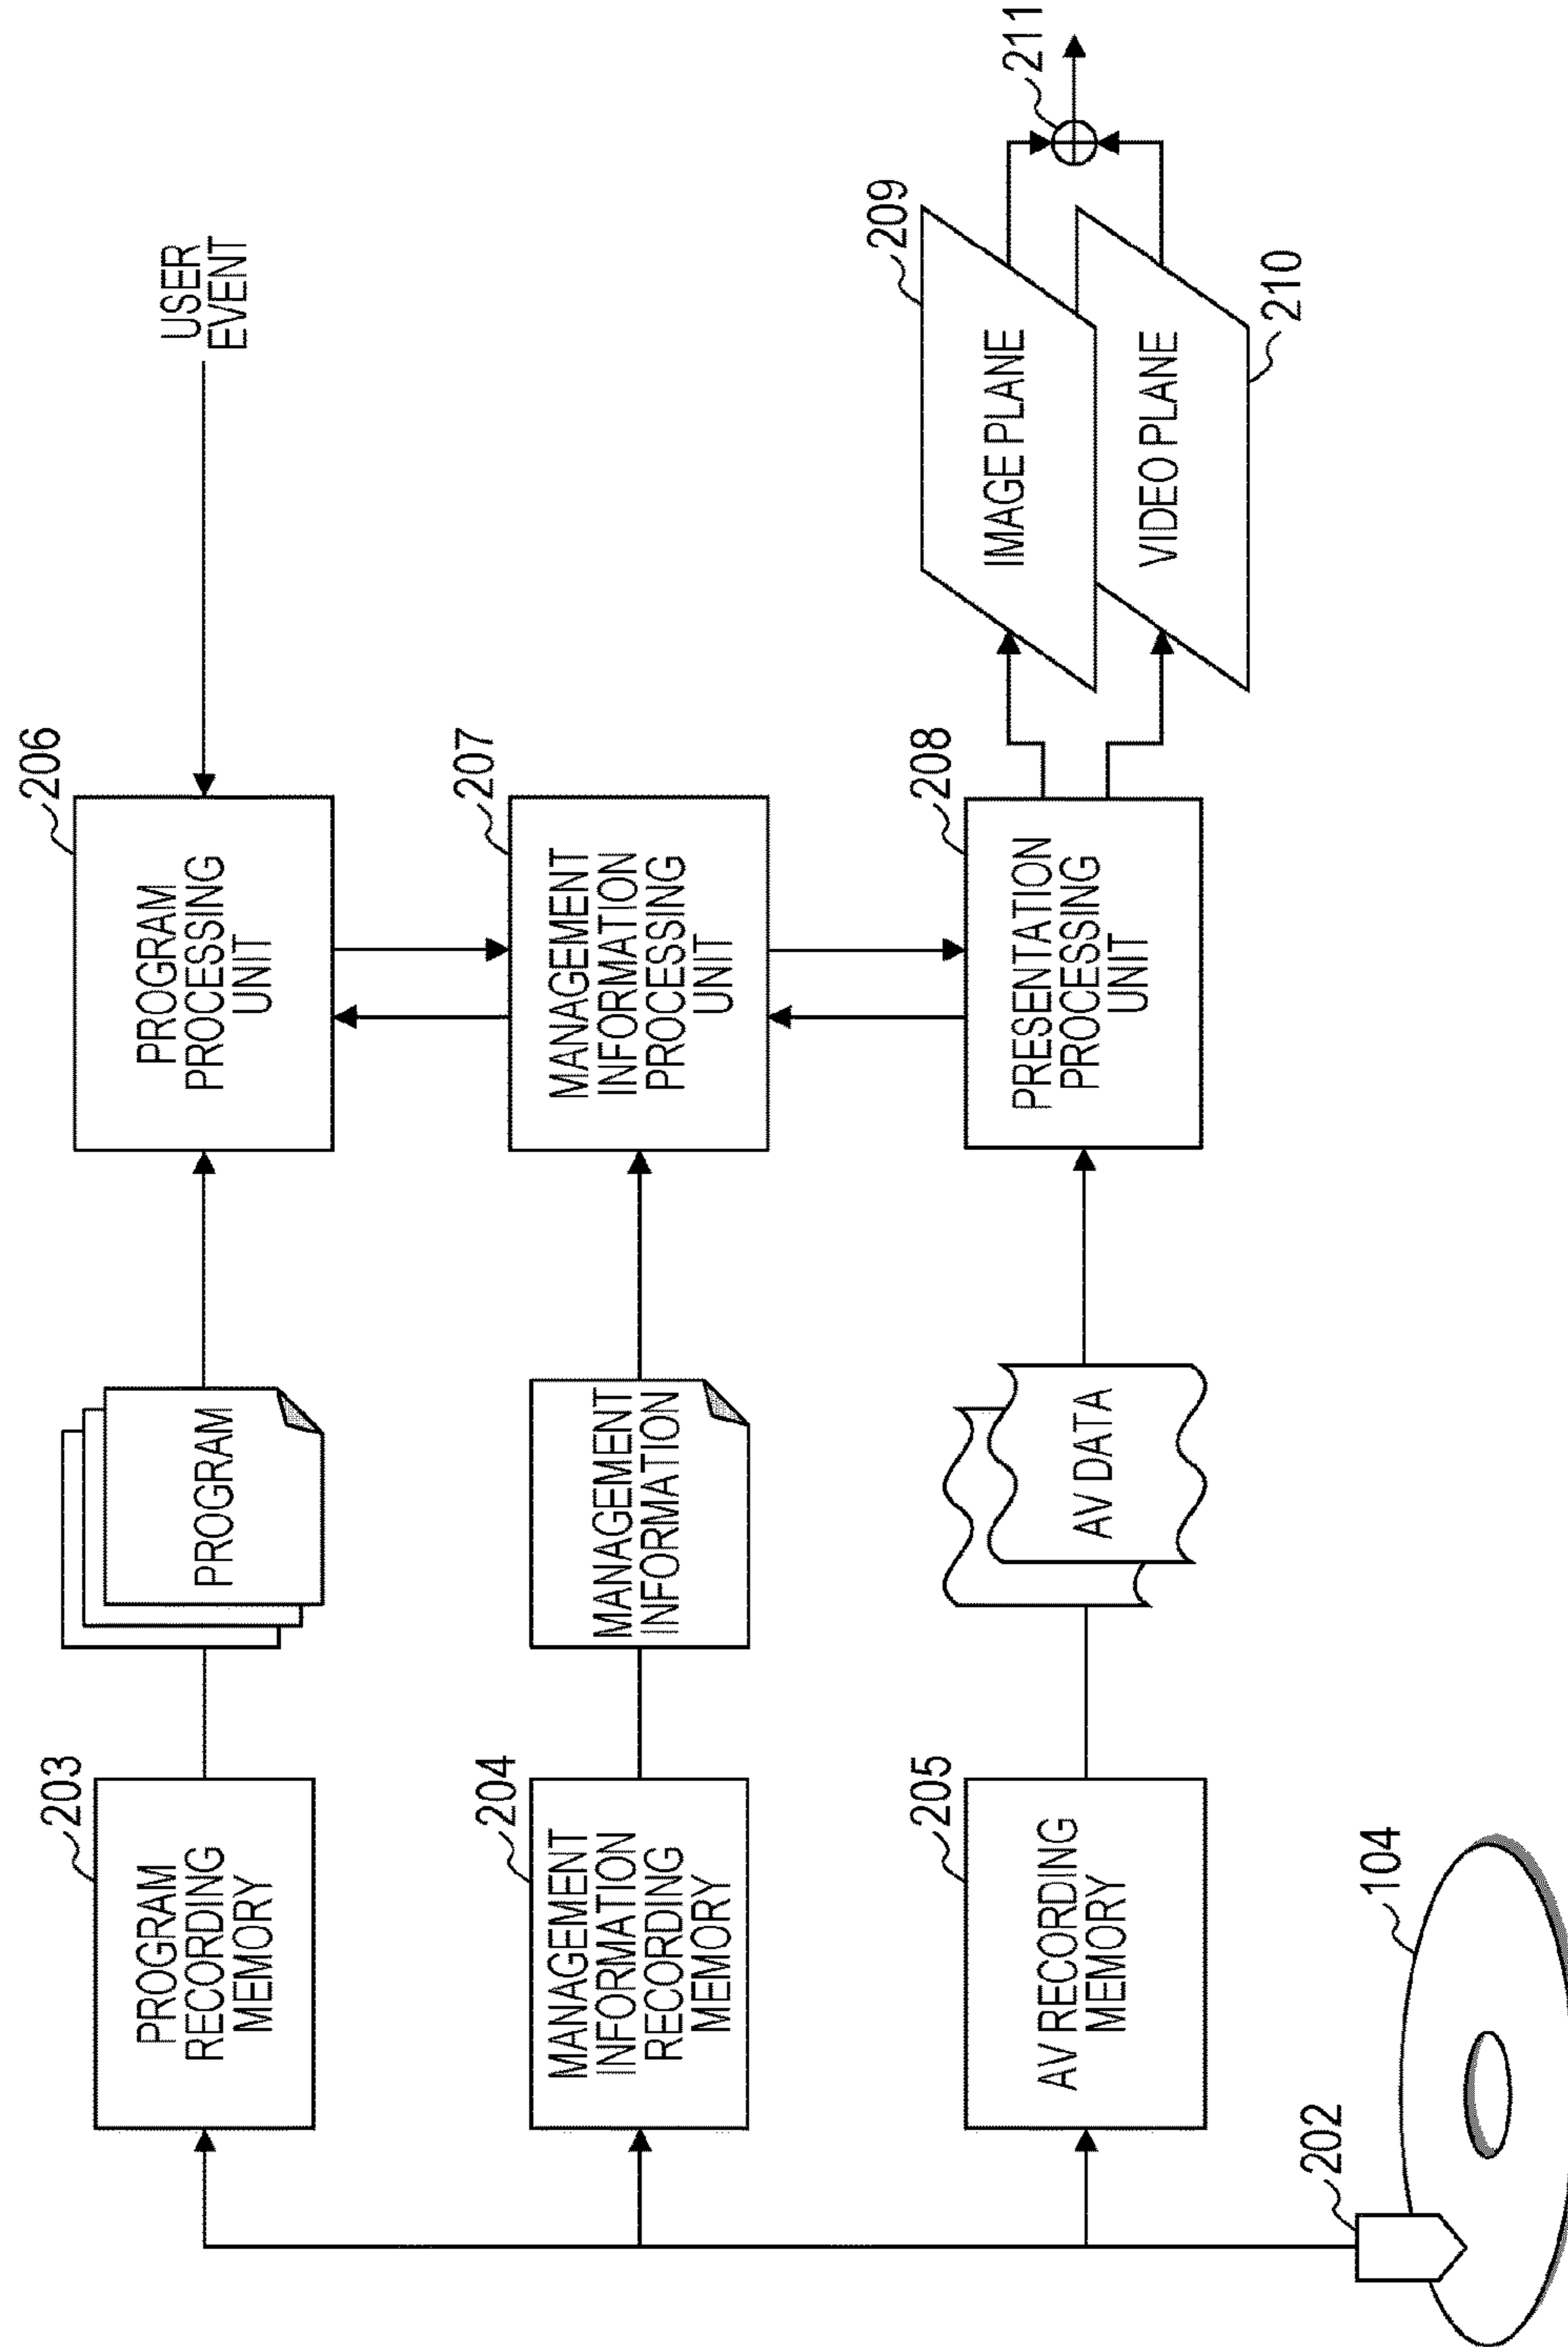 203
PROGRAM
RECORDING
MEMORY
PROGRAM
206
PROGRAM
PROCESSING
UNIT
USER
EVENT
204
MANAGEMENT
INFORMATION
RECORDING
MEMORY
MANAGEMENT
INFORMATION
207
MANAGEMENT
INFORMATION
PROCESSING
UNIT
205
AV RECORDING
MEMORY
AV DATA
208
PRESENTATION
PROCESSING
UNIT
209
IMAGE PLANE
VIDEO PLANE
210
211
202
104